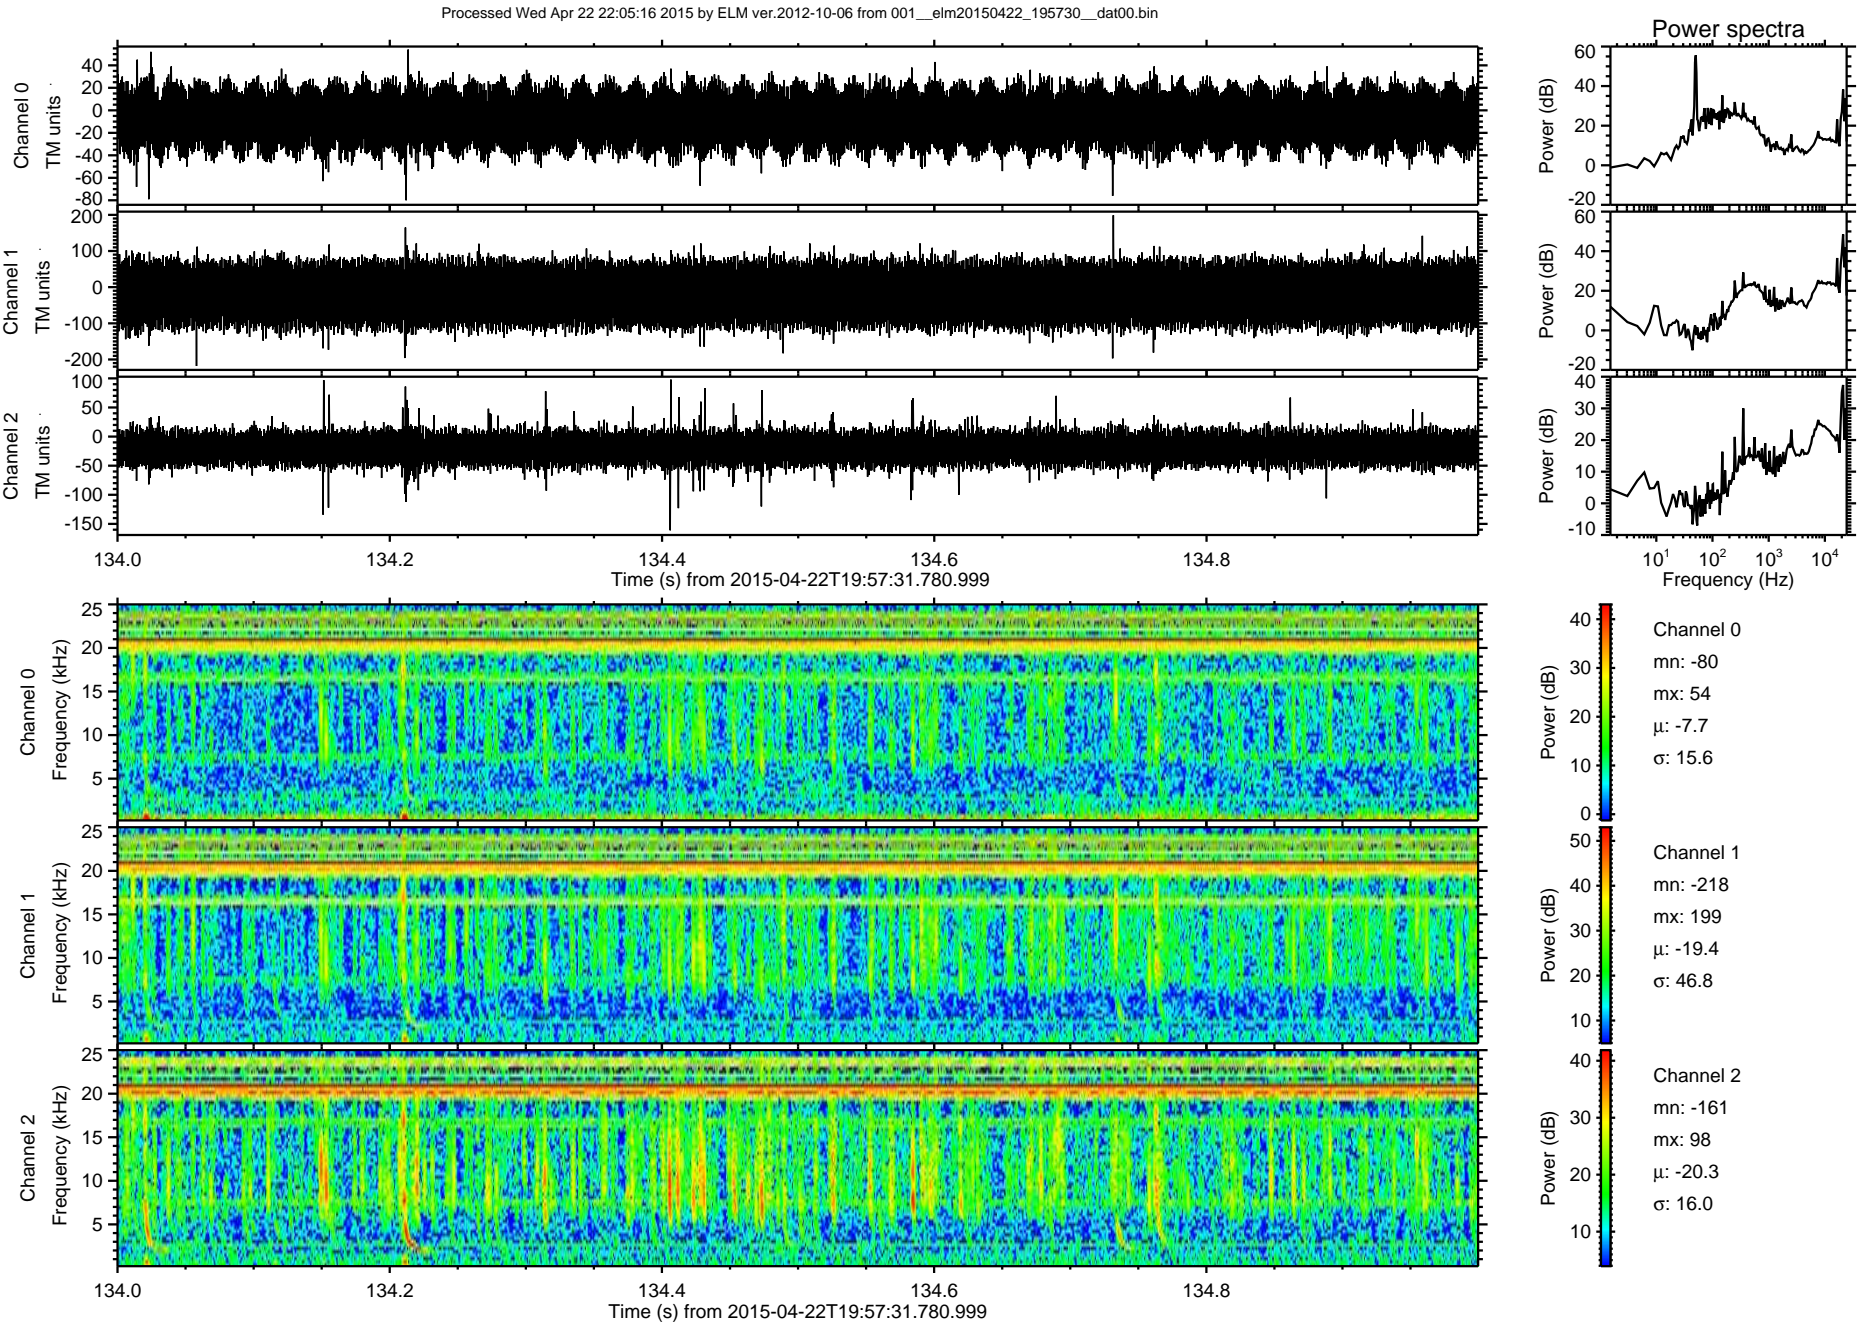 Processed Wed Apr 22 22:05:16 2015 by ELM ver.2012-10-06 from 001__elm20150422_195730__dat00.bin
Power spectra
Channel 0
TM units
40
20
0
-20
-40
-60
-80
Power (dB)
60
40
20
0
-20
Channel 1
TM units
200
100
0
-100
-200
Power (dB)
60
40
20
0
-20
Channel 2
TM units
100
50
0
-50
-100
-150
Power (dB)
40
30
20
10
0
-10
134.0 134.2 134.4 134.6 134.8
Time (s) from 2015-04-22T19:57:31.780.999
10¹ 10² 10³ 10⁴
Frequency (Hz)
Channel 0
Frequency (kHz)
25
20
15
10
5
Power (dB)
40
30
20
10
0
Channel 0
mn: -80
mx: 54
μ: -7.7
σ: 15.6
Channel 1
Frequency (kHz)
25
20
15
10
5
Power (dB)
50
40
30
20
10
Channel 1
mn: -218
mx: 199
μ: -19.4
σ: 46.8
Channel 2
Frequency (kHz)
25
20
15
10
5
Power (dB)
40
30
20
10
Channel 2
mn: -161
mx: 98
μ: -20.3
σ: 16.0
134.0 134.2 134.4 134.6 134.8
Time (s) from 2015-04-22T19:57:31.780.999